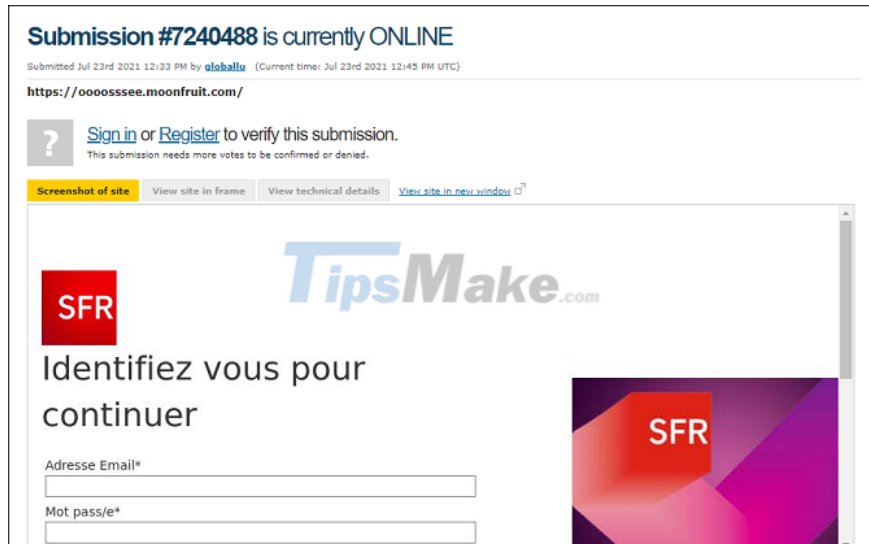 Submission #7240488 is currently ONLINE
Submitted Jul 23rd 2021 12:33 PM by globallu (Current time: Jul 23rd 2021 12:45 PM UTC)
https://oooosssee.moonfruit.com/
?
Sign in or Register to verify this submission.
This submission needs more votes to be confirmed or denied.
Screenshot of site View site in frame View technical details View site in new window
TipsMake.com
SFR
Identifiez vous pour
continuer
SFR
Adresse Email*
Mot pass/e*